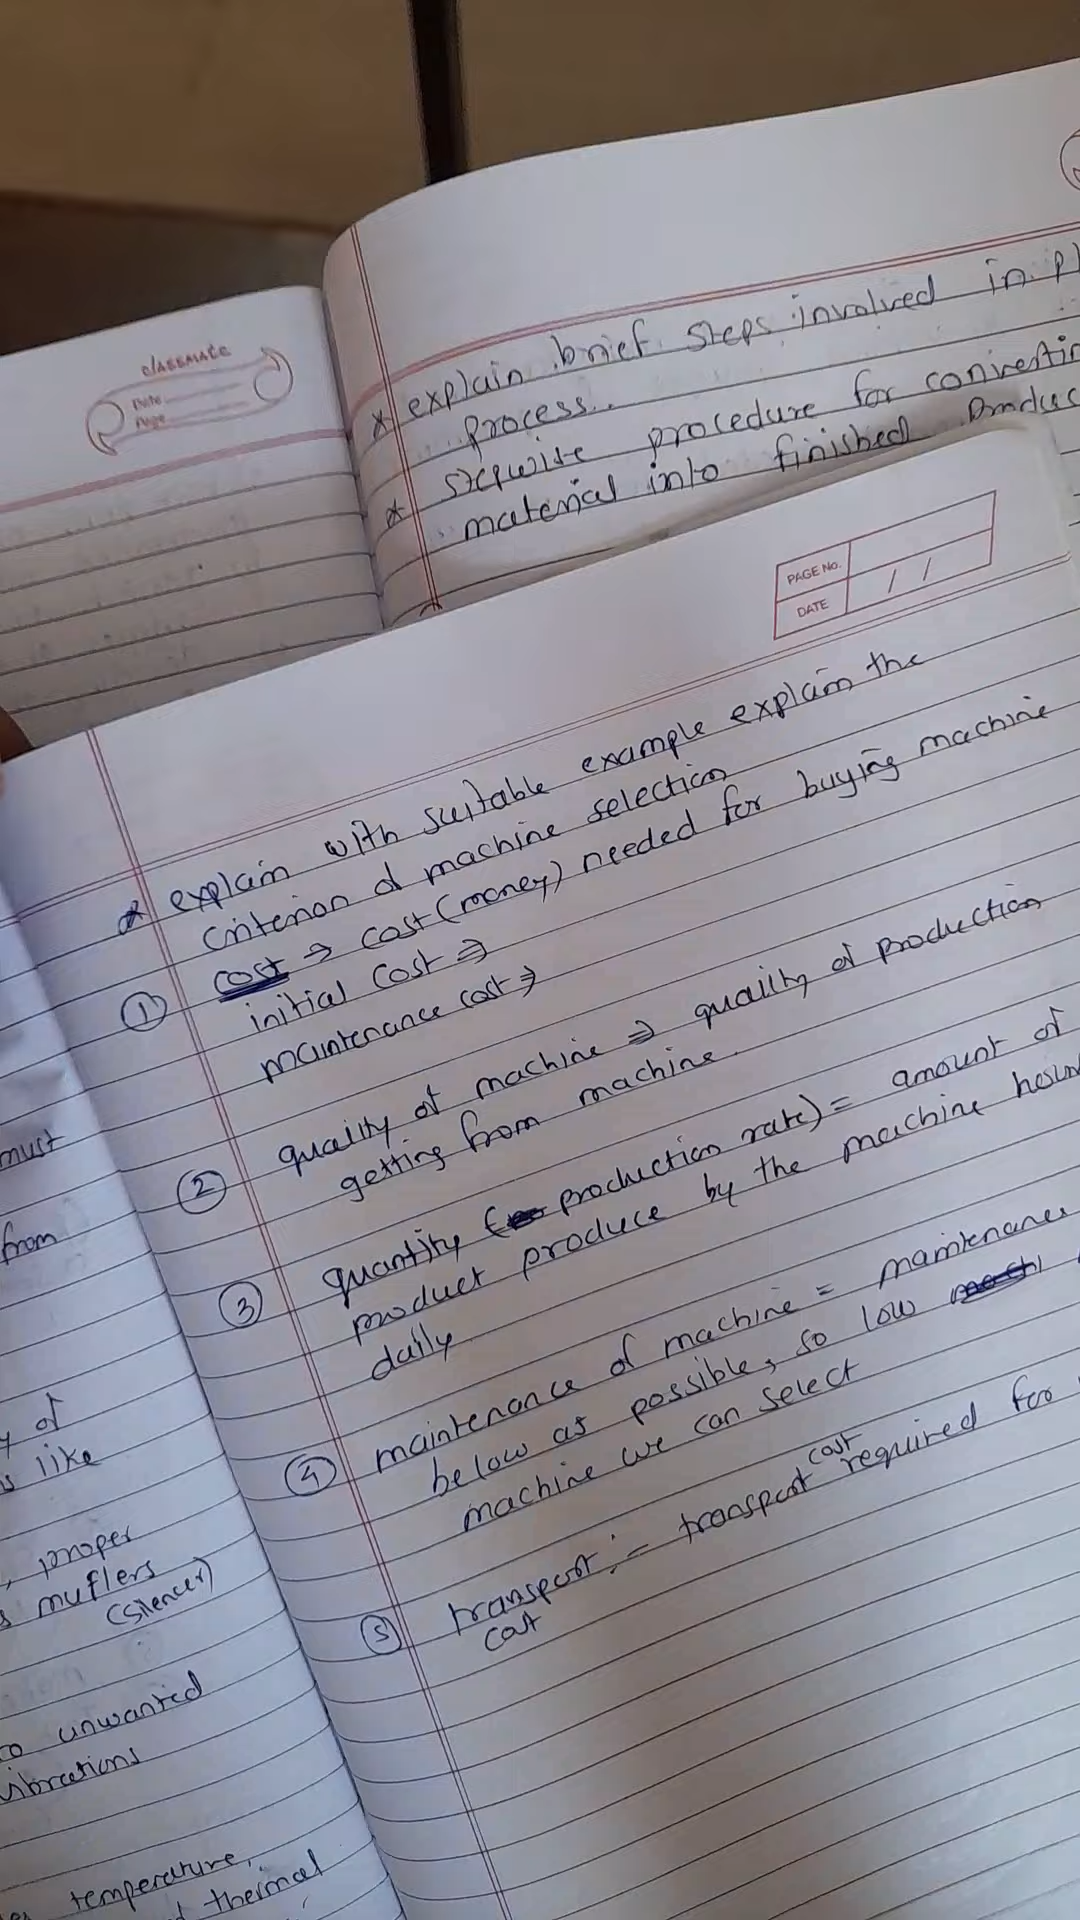 classmate
Date
Page
* explain brief steps involved in
process..
* stepwise procedure for
material into finished
PAGE NO.
DATE / /
* explain with suitable example explain the
criterion of machine selection
① cost → cost (money) needed for buying machine
initial cost ⇒
maintenance cost ⇒
② quality of machine ⇒ quality of production
getting from machine.
③ quantity (production rate) = amount of
product produce by the machine
daily
④ maintenance of machine = maintenance
below as possible, so low
machine we can select
⑤ transport := transport cost required for
cost
must
from
of
like
, proper
muflers
(silencer)
to unwanted
vibrations
temperature,
thermal